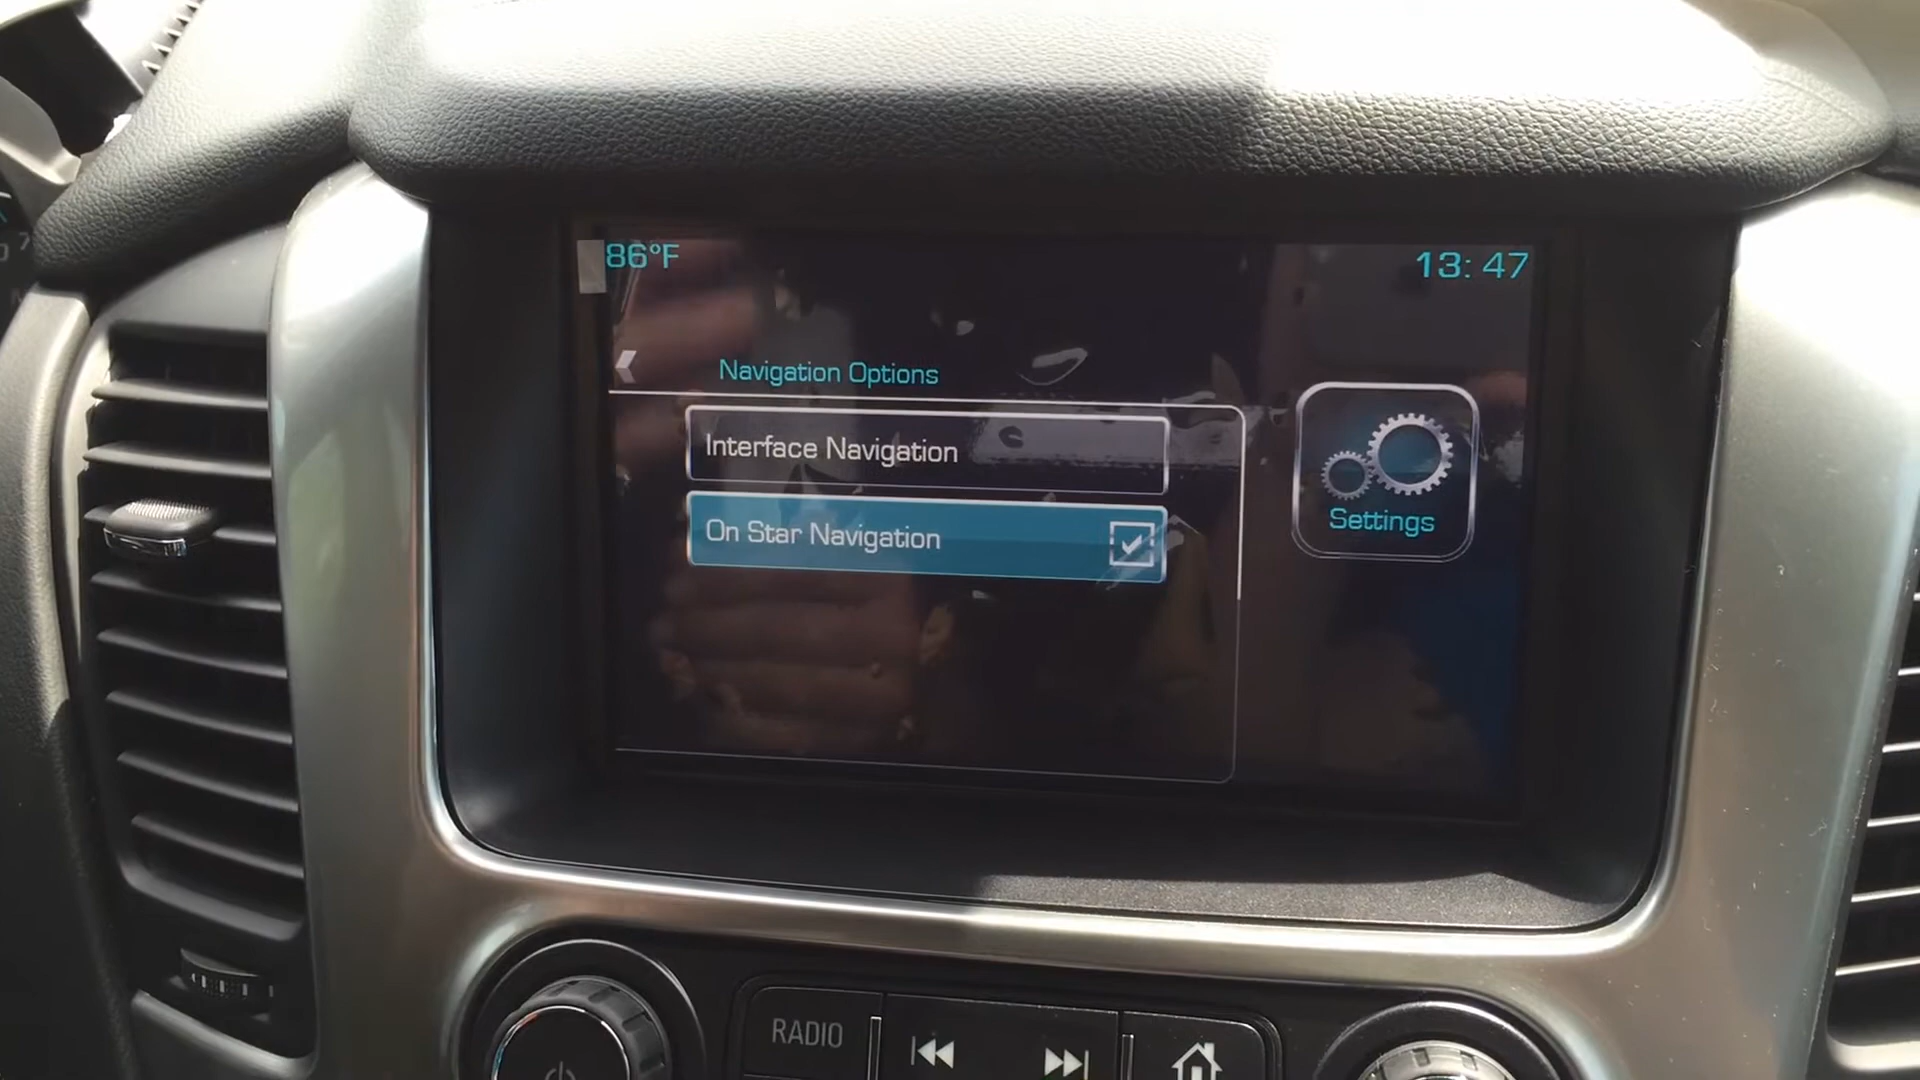 86°F
13:47
Navigation Options
Interface Navigation
On Star Navigation
Settings
RADIO